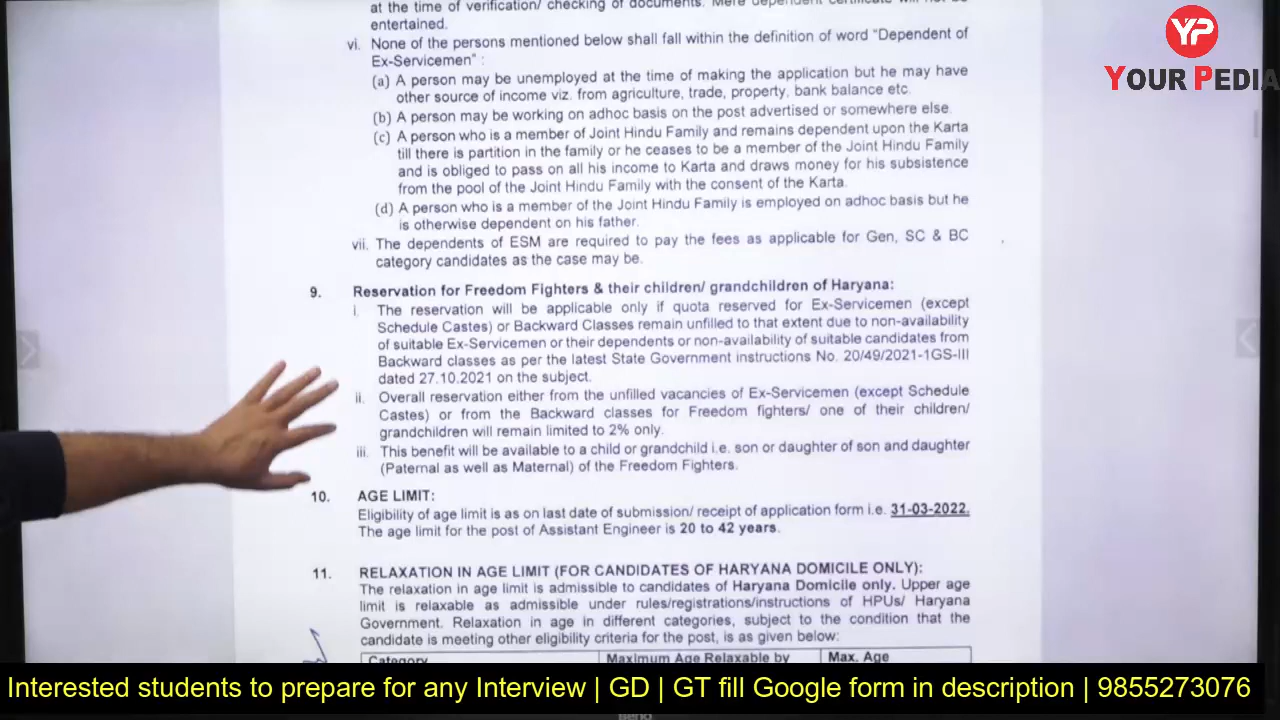 at the time of verification/ checking of documents. Mere dependent certificate will not be
entertained.
vi. None of the persons mentioned below shall fall within the definition of word "Dependent of
Ex-Servicemen" :
(a) A person may be unemployed at the time of making the application but he may have
other source of income viz. from agriculture, trade, property, bank balance etc.
(b) A person may be working on adhoc basis on the post advertised or somewhere else.
(c) A person who is a member of Joint Hindu Family and remains dependent upon the Karta
till there is partition in the family or he ceases to be a member of the Joint Hindu Family
and is obliged to pass on all his income to Karta and draws money for his subsistence
from the pool of the Joint Hindu Family with the consent of the Karta.
(d) A person who is a member of the Joint Hindu Family is employed on adhoc basis but he
is otherwise dependent on his father.
vii. The dependents of ESM are required to pay the fees as applicable for Gen, SC & BC
category candidates as the case may be.
9. Reservation for Freedom Fighters & their children/ grandchildren of Haryana:
i. The reservation will be applicable only if quota reserved for Ex-Servicemen (except
Schedule Castes) or Backward Classes remain unfilled to that extent due to non-availability
of suitable Ex-Servicemen or their dependents or non-availability of suitable candidates from
Backward classes as per the latest State Government instructions No. 20/49/2021-1GS-III
dated 27.10.2021 on the subject.
ii. Overall reservation either from the unfilled vacancies of Ex-Servicemen (except Schedule
Castes) or from the Backward classes for Freedom fighters/ one of their children/
grandchildren will remain limited to 2% only.
iii. This benefit will be available to a child or grandchild i.e. son or daughter of son and daughter
(Paternal as well as Maternal) of the Freedom Fighters.
10. AGE LIMIT:
Eligibility of age limit is as on last date of submission/ receipt of application form i.e. 31-03-2022.
The age limit for the post of Assistant Engineer is 20 to 42 years.
11. RELAXATION IN AGE LIMIT (FOR CANDIDATES OF HARYANA DOMICILE ONLY):
The relaxation in age limit is admissible to candidates of Haryana Domicile only. Upper age
limit is relaxable as admissible under rules/registrations/instructions of HPUs/ Haryana
Government. Relaxation in age in different categories, subject to the condition that the
candidate is meeting other eligibility criteria for the post, is as given below:
Category Maximum Age Relaxable by Max. Age
YP
YOUR PEDIA
Interested students to prepare for any Interview | GD | GT fill Google form in description | 9855273076
BenQ